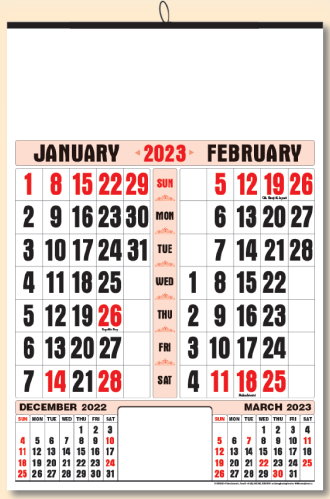 JANUARY 2023 FEBRUARY
1 8 15 22 29 SUN 5 12 19 26
2 9 16 23 30 MON 6 13 20 27
3 10 17 24 31 TUE 7 14 21 28
4 11 18 25 WED 1 8 15 22
5 12 19 26 THU 2 9 16 23
Republic Day
6 13 20 27 FRI 3 10 17 24
7 14 21 28 SAT 4 11 18 25
DECEMBER 2022 MARCH 2023
SUN MON TUE WED THU FRI SAT SUN MON TUE WED THU FRI SAT
1 2 3 1 2 3 4
4 5 6 7 8 9 10 5 6 7 8 9 10 11
11 12 13 14 15 16 17 12 13 14 15 16 17 18
18 19 20 21 22 23 24 19 20 21 22 23 24 25
25 26 27 28 29 30 31 26 27 28 29 30 31